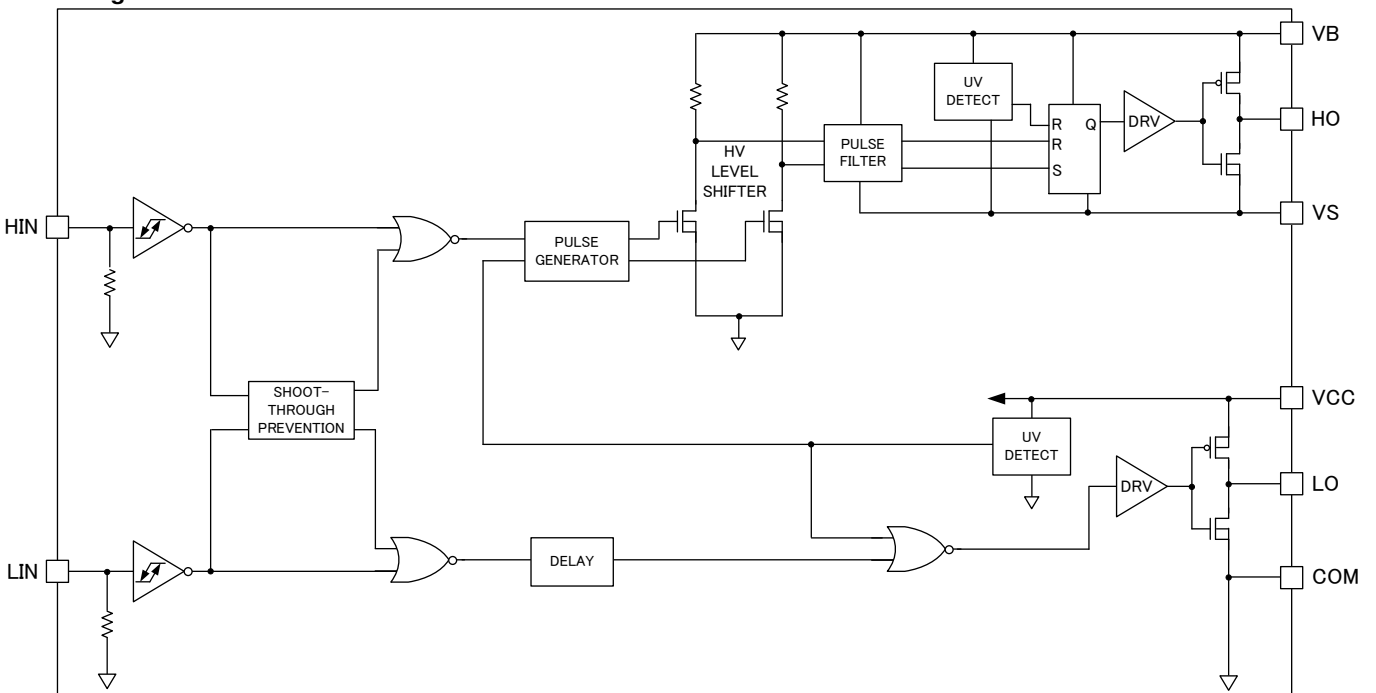 VB
UV
DETECT
R
Q
DRV
HO
R
PULSE
FILTER
HV
LEVEL
SHIFTER
S
HIN
VS
PULSE
GENERATOR
SHOOT-
THROUGH
PREVENTION
VCC
UV
DETECT
DRV
LO
LIN
DELAY
COM